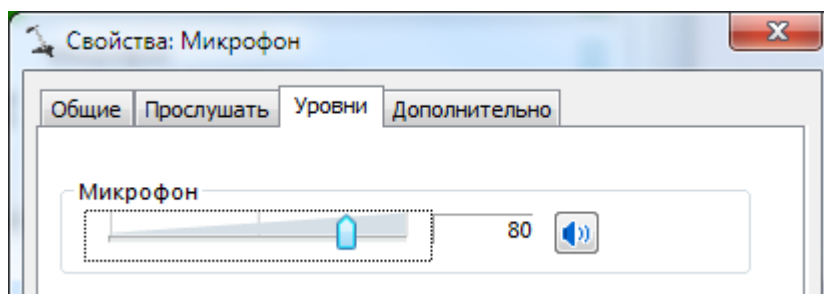 Свойства: Микрофон
Общие Прослушать Уровни Дополнительно
Микрофон
80